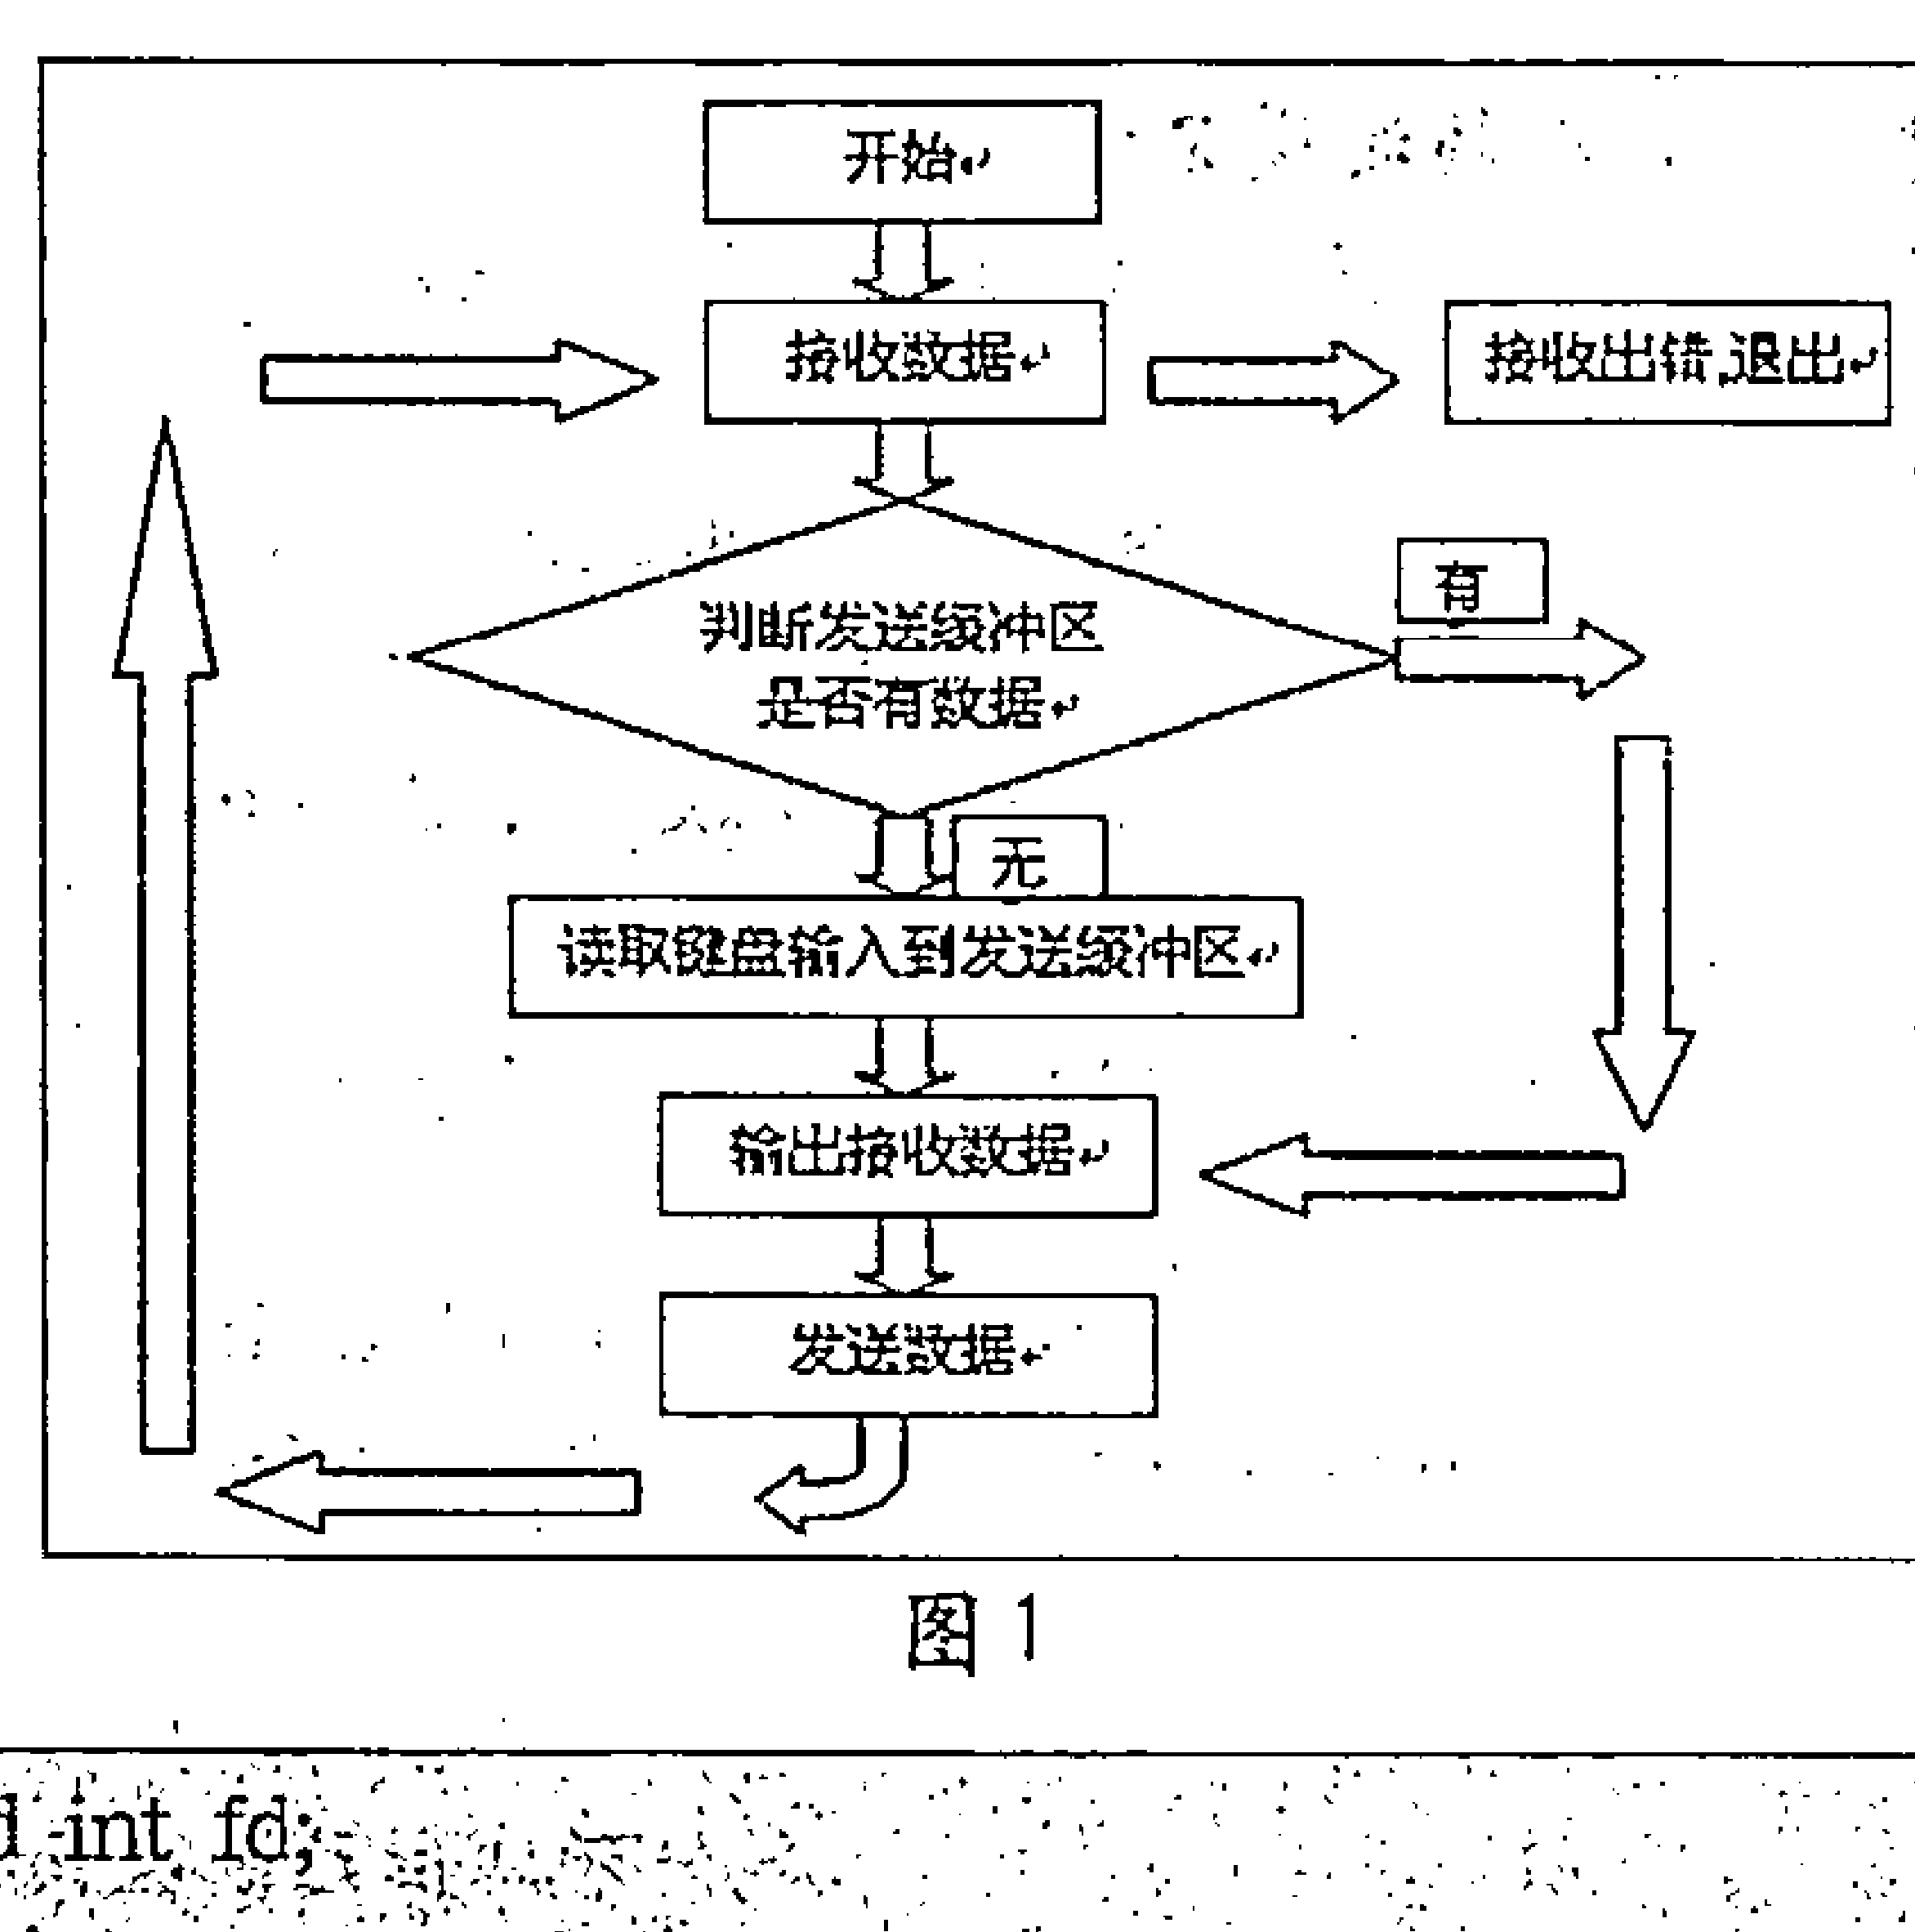 开始
接收数据
接收出错,退出
判断发送缓冲区
是否有数据
有
无
读取键盘输入到发送缓冲区
输出接收数据
发送数据
图 1
int fd;